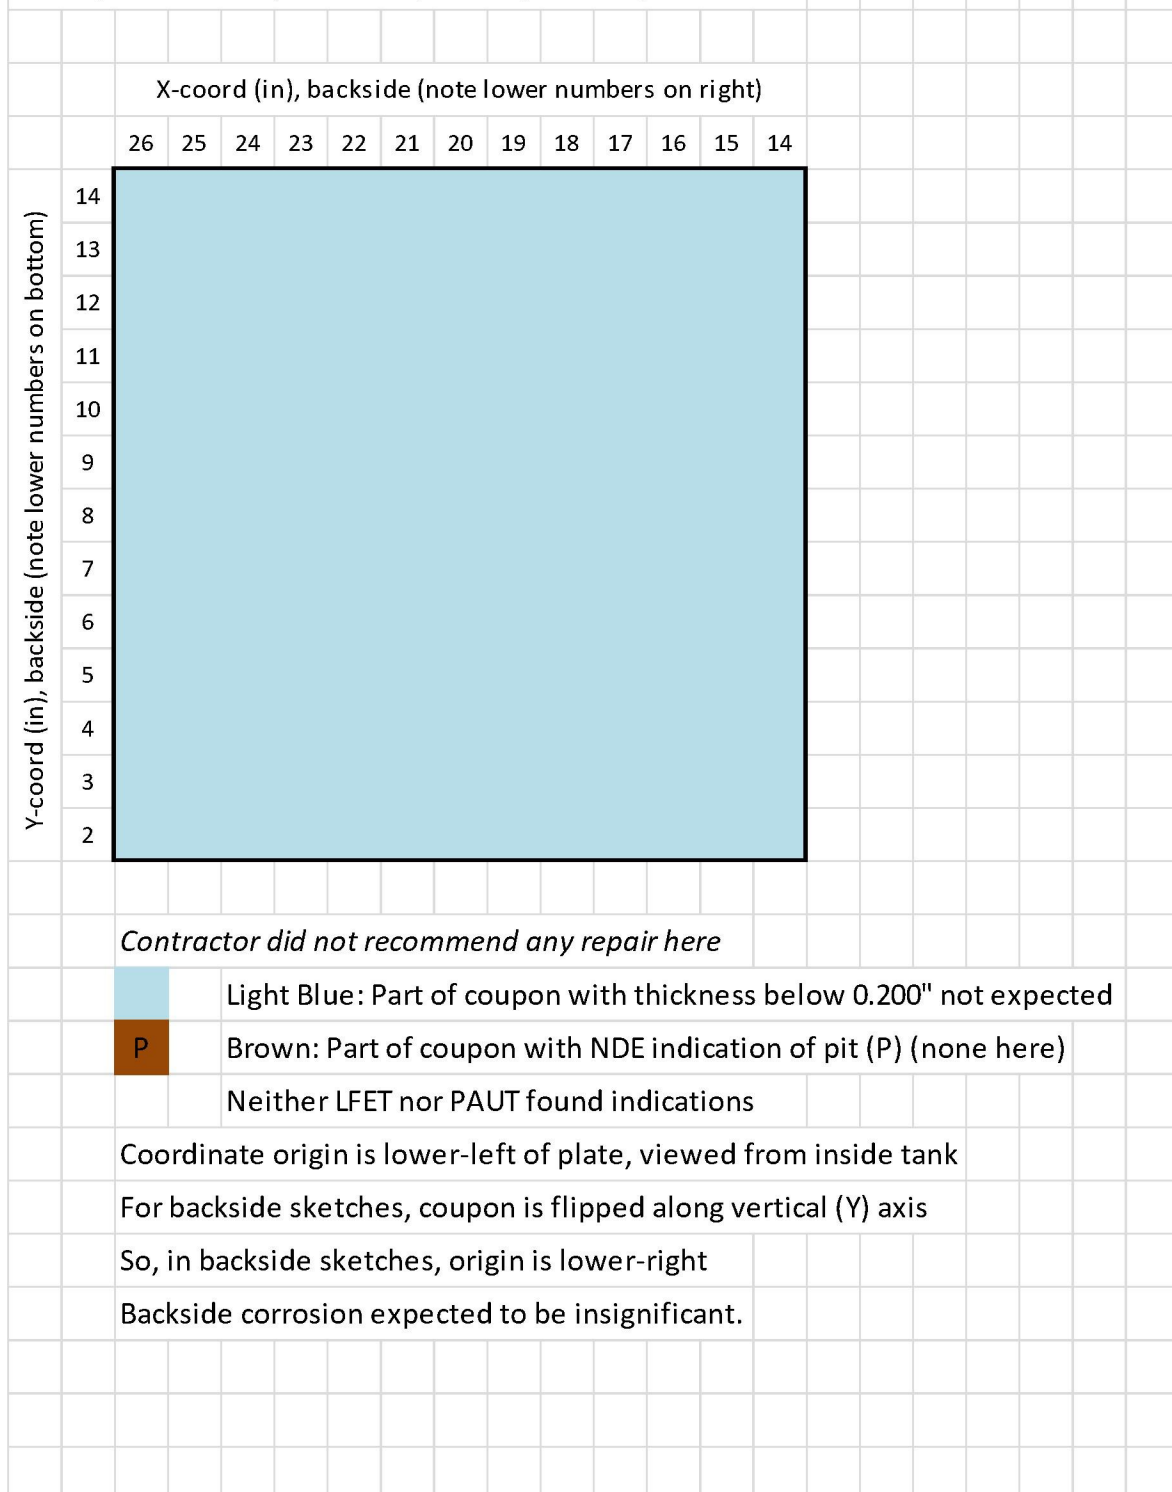 X-coord (in), backside (note lower numbers on right)
26 25 24 23 22 21 20 19 18 17 16 15 14
Y-coord (in), backside (note lower numbers on bottom)
14
13
12
11
10
9
8
7
6
5
4
3
2
Contractor did not recommend any repair here
Light Blue: Part of coupon with thickness below 0.200" not expected
P Brown: Part of coupon with NDE indication of pit (P) (none here)
Neither LFET nor PAUT found indications
Coordinate origin is lower-left of plate, viewed from inside tank
For backside sketches, coupon is flipped along vertical (Y) axis
So, in backside sketches, origin is lower-right
Backside corrosion expected to be insignificant.